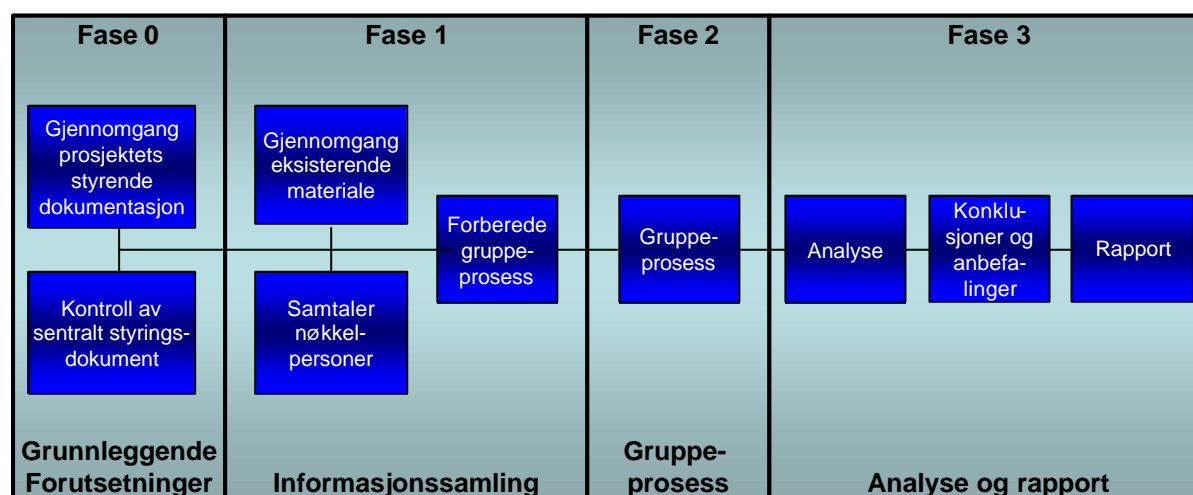 Fase 0
Fase 1
Fase 2
Fase 3
Gjennomgang
prosjektets
styrende
dokumentasjon
Kontroll av
sentralt styrings-
dokument
Gjennomgang
eksisterende
materiale
Samtaler
nøkkel-
personer
Forberede
gruppe-
prosess
Gruppe-
prosess
Analyse
Konklu-
sjoner og
anbefa-
linger
Rapport
Grunnleggende
Forutsetninger
Informasjonssamling
Gruppe-
prosess
Analyse og rapport